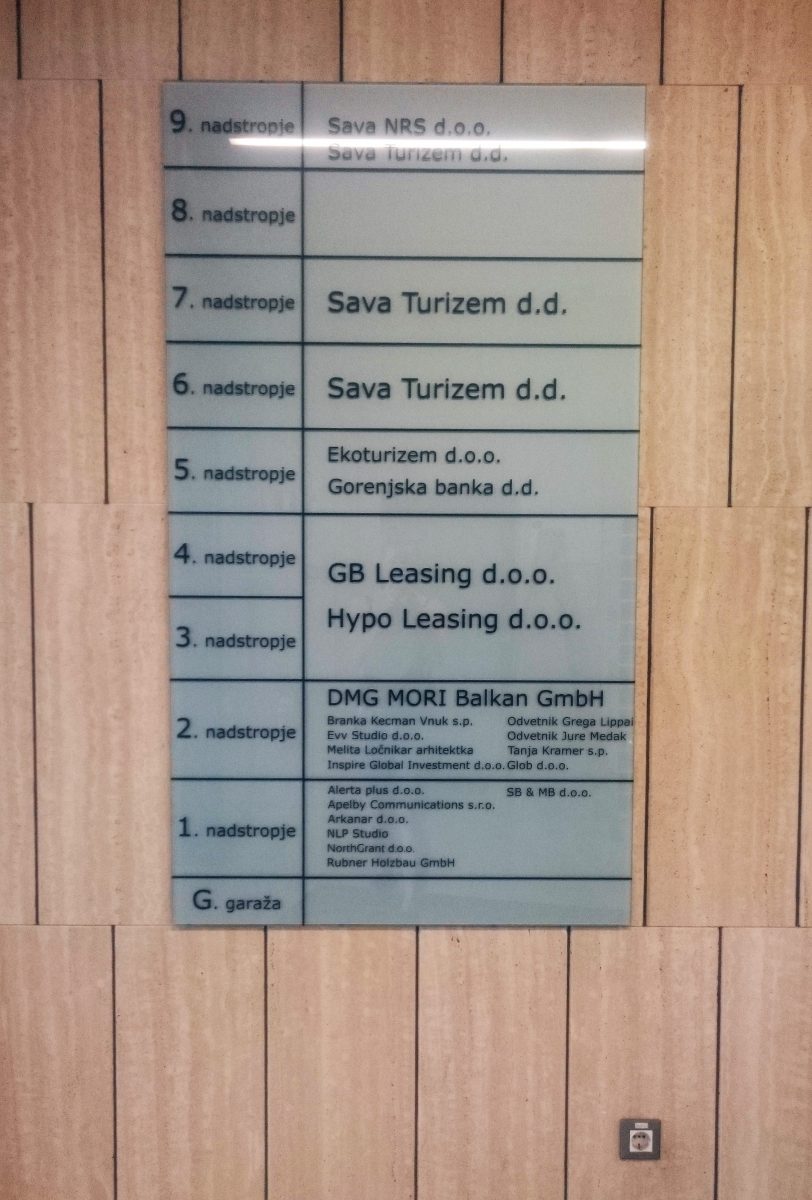 9. nadstropje
Sava NRS d.o.o.
Sava Turizem d.d.
8. nadstropje
7. nadstropje
Sava Turizem d.d.
6. nadstropje
Sava Turizem d.d.
5. nadstropje
Ekoturizem d.o.o.
Gorenjska banka d.d.
4. nadstropje
3. nadstropje
GB Leasing d.o.o.
Hypo Leasing d.o.o.
2. nadstropje
DMG MORI Balkan GmbH
Branka Kecman Vnuk s.p.
Evv Studio d.o.o.
Melita Ločnikar arhitektka
Inspire Global Investment d.o.o.
Odvetnik Grega Lippai
Odvetnik Jure Medak
Tanja Kramer s.p.
Glob d.o.o.
1. nadstropje
Alerta plus d.o.o.
Apelby Communications s.r.o.
Arkanar d.o.o.
NLP Studio
NorthGrant d.o.o.
Rubner Holzbau GmbH
SB & MB d.o.o.
G. garaža